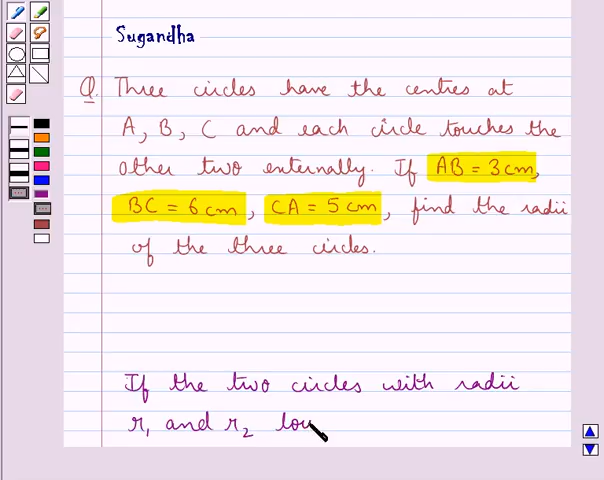 Sugandha
Q. Three circles have the centres at
A, B, C and each circle touches the
other two externally. If AB = 3 cm,
BC = 6 cm, CA = 5 cm, find the radii
of the three circles.
If the two circles with radii
r₁ and r₂ tou